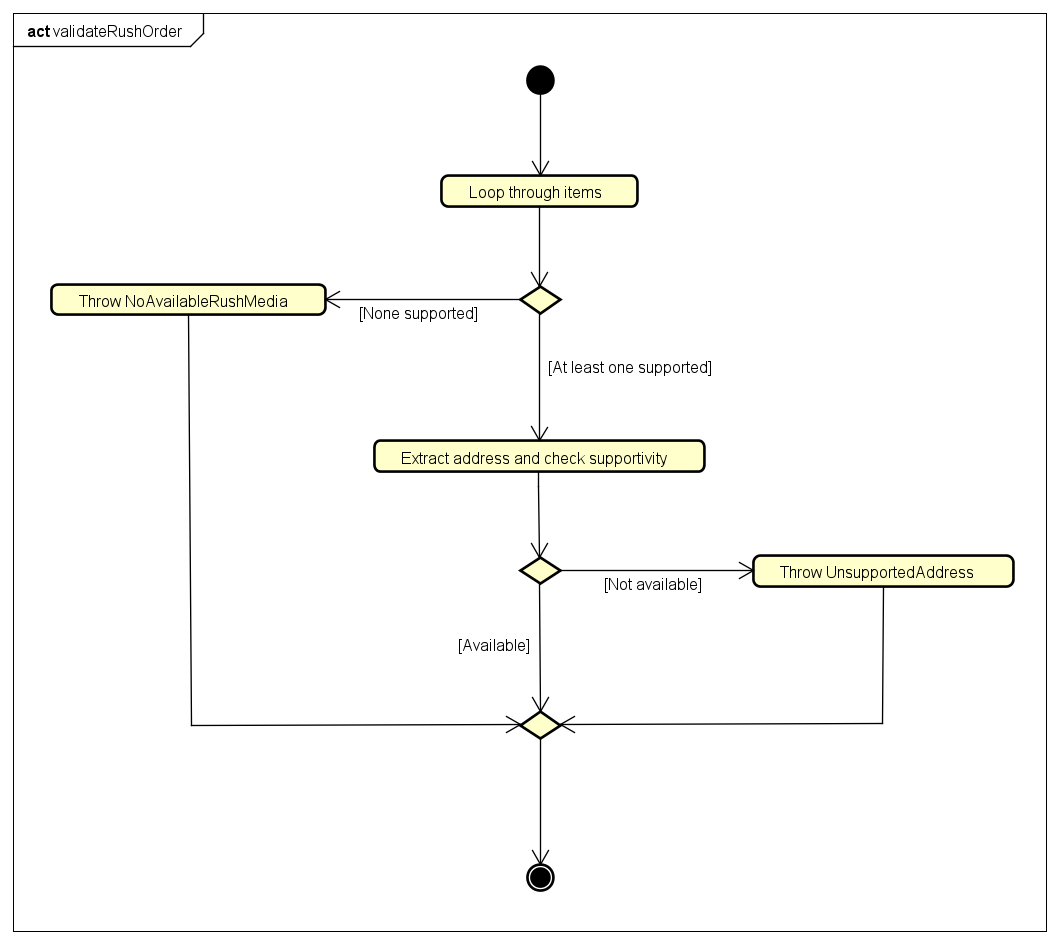 act validateRushOrder
Loop through items
Throw NoAvailableRushMedia
[None supported]
[At least one supported]
Extract address and check supportivity
Throw UnsupportedAddress
[Not available]
[Available]